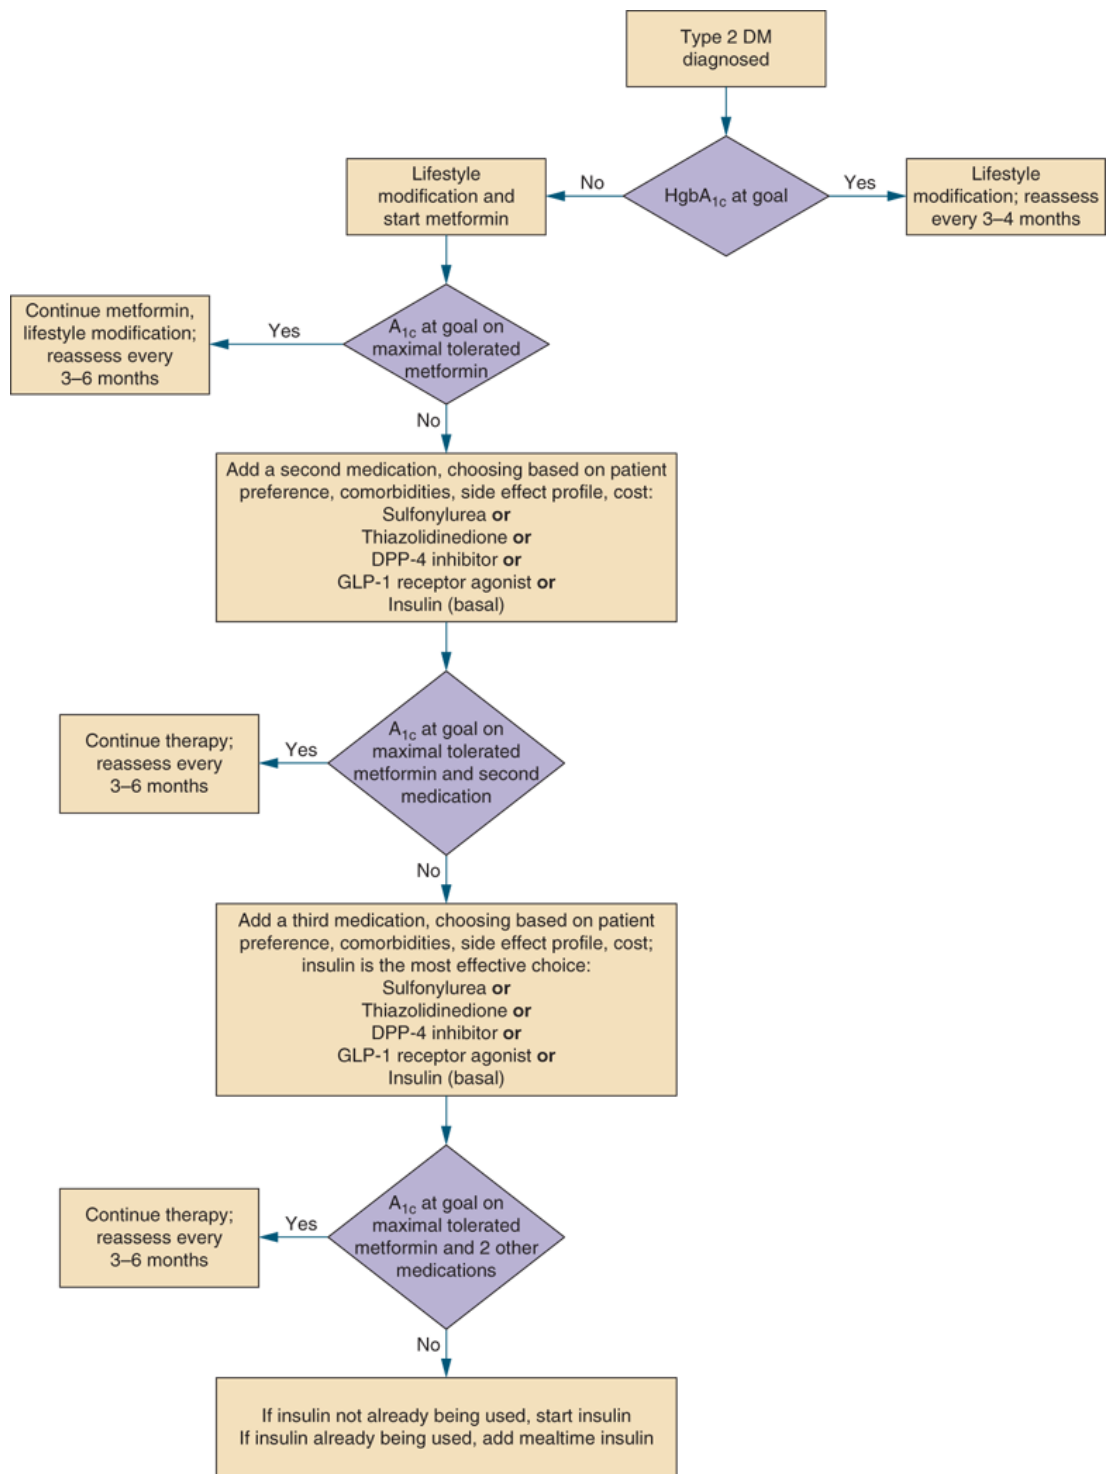 Type 2 DM
diagnosed
HgbA1c at goal
No
Yes
Lifestyle
modification and
start metformin
Lifestyle
modification; reassess
every 3–4 months
A1c at goal on
maximal tolerated
metformin
Yes
Continue metformin,
lifestyle modification;
reassess every
3–6 months
No
Add a second medication, choosing based on patient
preference, comorbidities, side effect profile, cost:
Sulfonylurea or
Thiazolidinedione or
DPP-4 inhibitor or
GLP-1 receptor agonist or
Insulin (basal)
A1c at goal on
maximal tolerated
metformin and second
medication
Yes
Continue therapy;
reassess every
3–6 months
No
Add a third medication, choosing based on patient
preference, comorbidities, side effect profile, cost;
insulin is the most effective choice:
Sulfonylurea or
Thiazolidinedione or
DPP-4 inhibitor or
GLP-1 receptor agonist or
Insulin (basal)
A1c at goal on
maximal tolerated
metformin and 2 other
medications
Yes
Continue therapy;
reassess every
3–6 months
No
If insulin not already being used, start insulin
If insulin already being used, add mealtime insulin